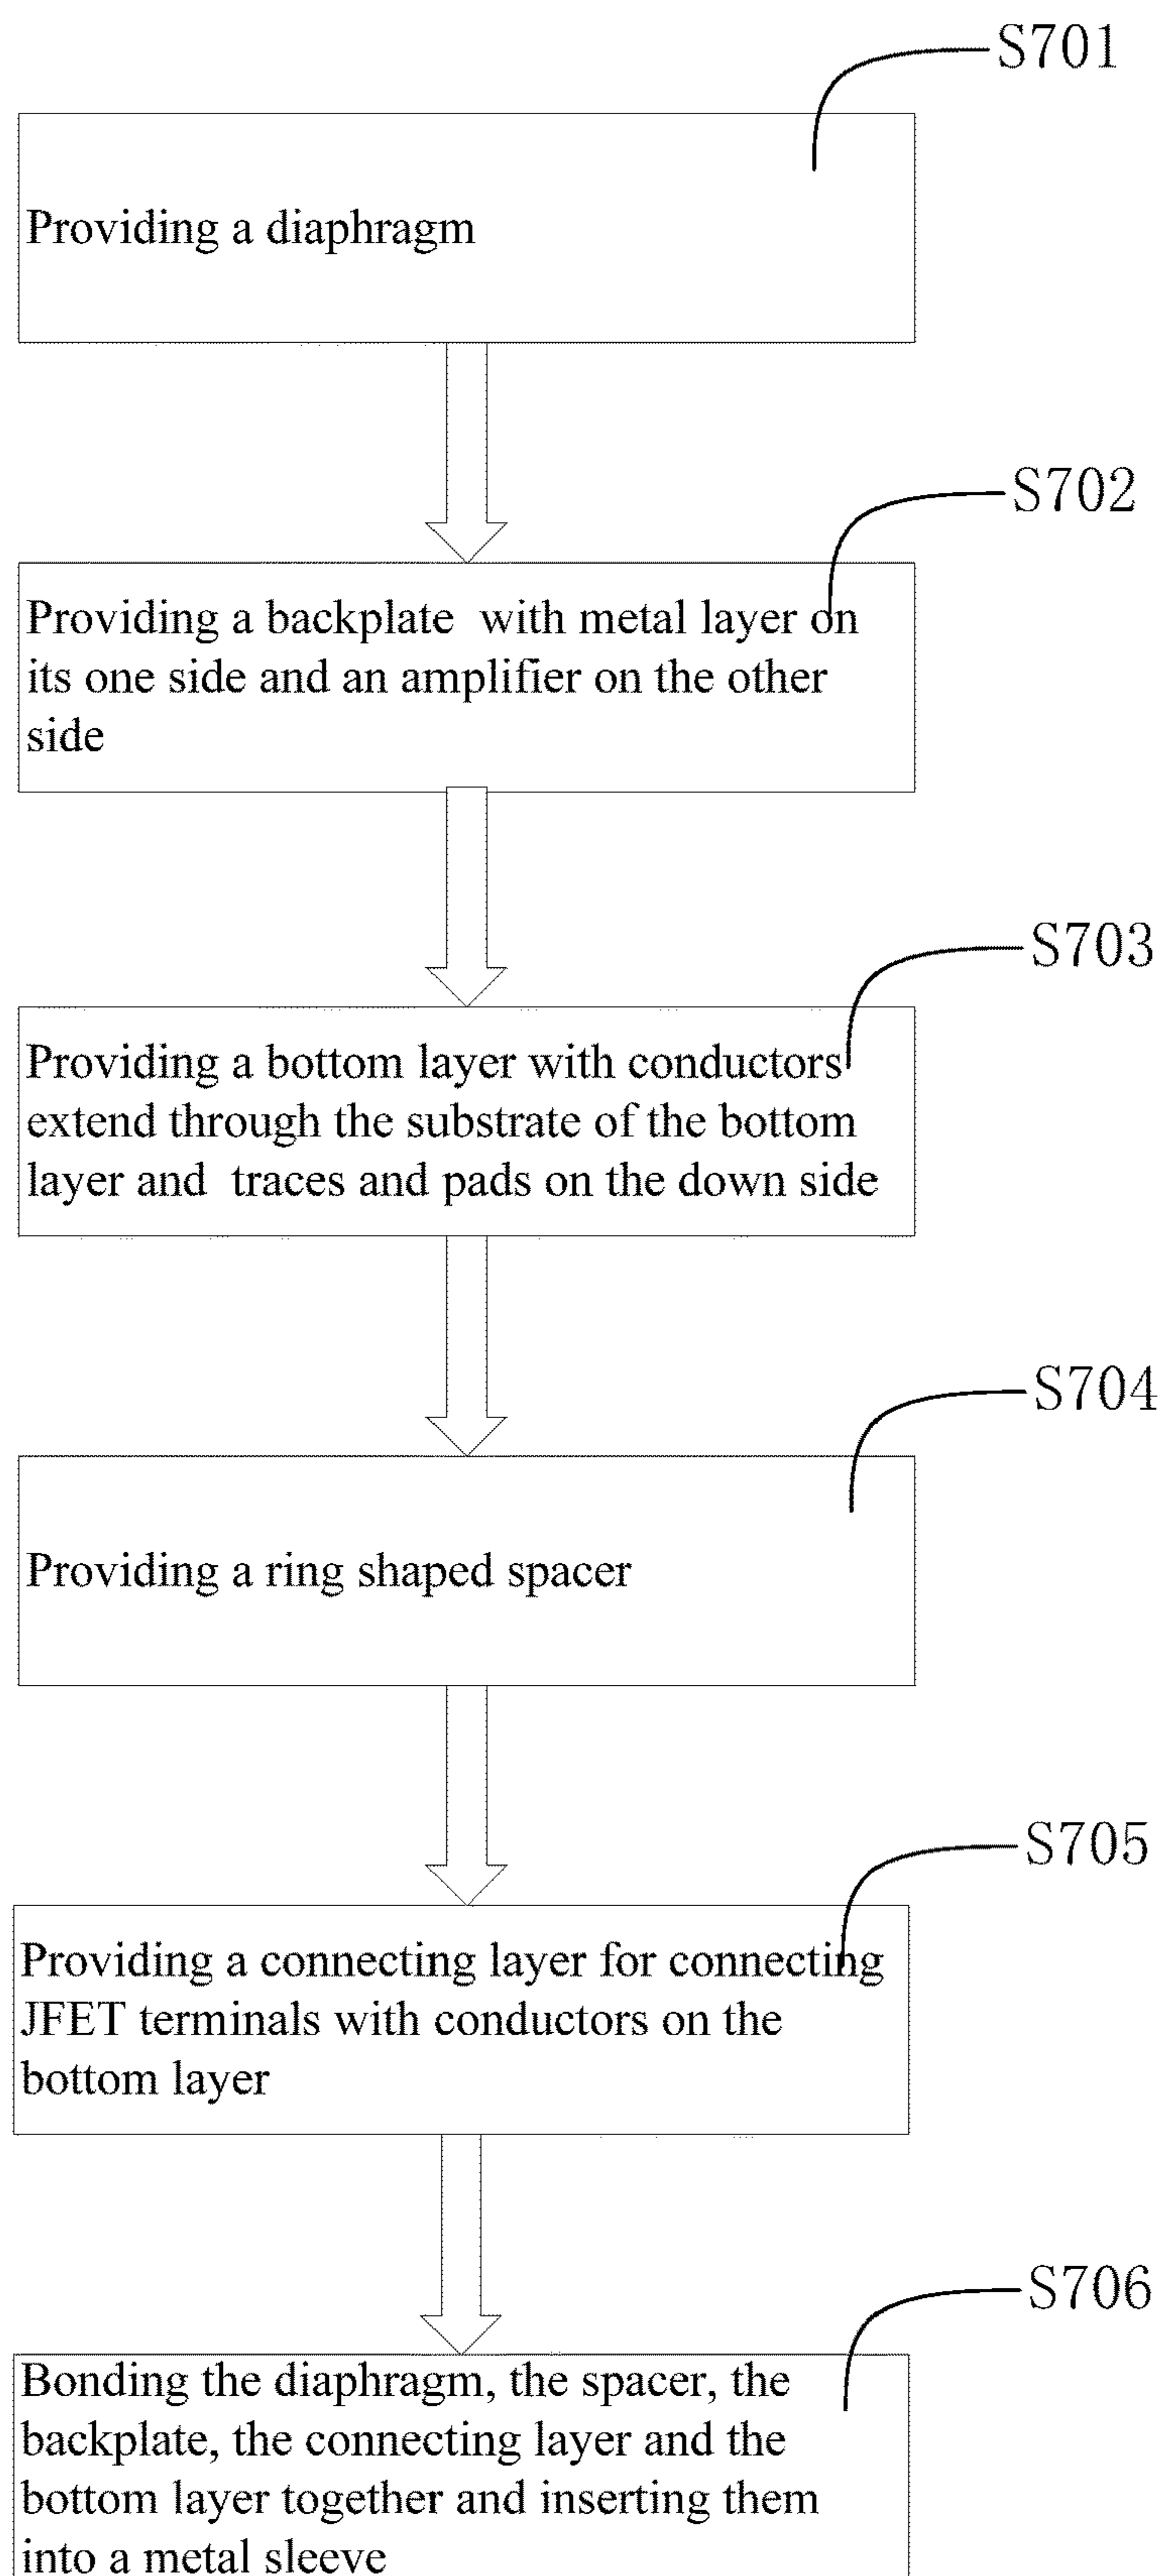 S701
Providing a diaphragm
S702
Providing a backplate with metal layer on
its one side and an amplifier on the other
side
S703
Providing a bottom layer with conductors
extend through the substrate of the bottom
layer and traces and pads on the down side
S704
Providing a ring shaped spacer
S705
Providing a connecting layer for connecting
JFET terminals with conductors on the
bottom layer
S706
Bonding the diaphragm, the spacer, the
backplate, the connecting layer and the
bottom layer together and inserting them
into a metal sleeve